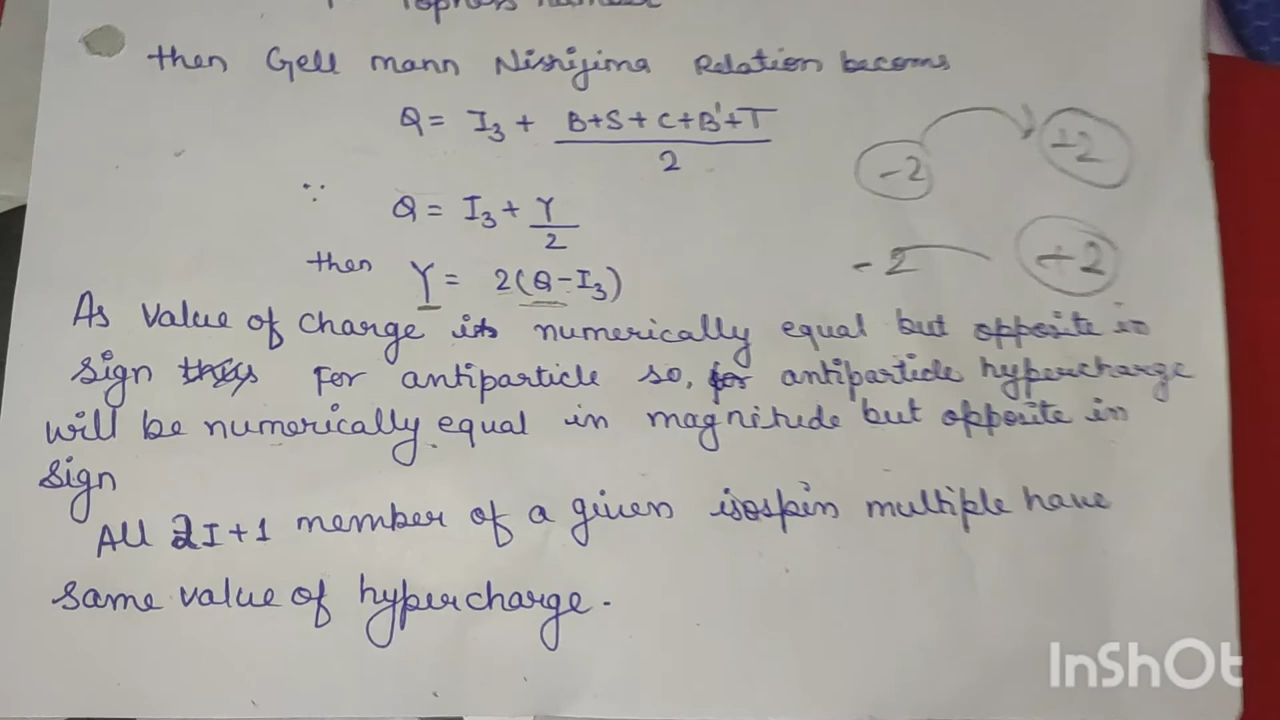 then Gell mann Nishijima Relation becoms
Q = I₃ + B+S+C+B'+T / 2
-2 +2
∵ Q = I₃ + Y/2
then Y = 2(Q-I₃)
-2 +2
As value of charge is numerically equal but opposite in
sign for antiparticle so, antiparticle hypercharge
will be numerically equal in magnitude but opposite in
sign
All 2I+1 member of a given isospin multiple have
same value of hypercharge.
InShOt